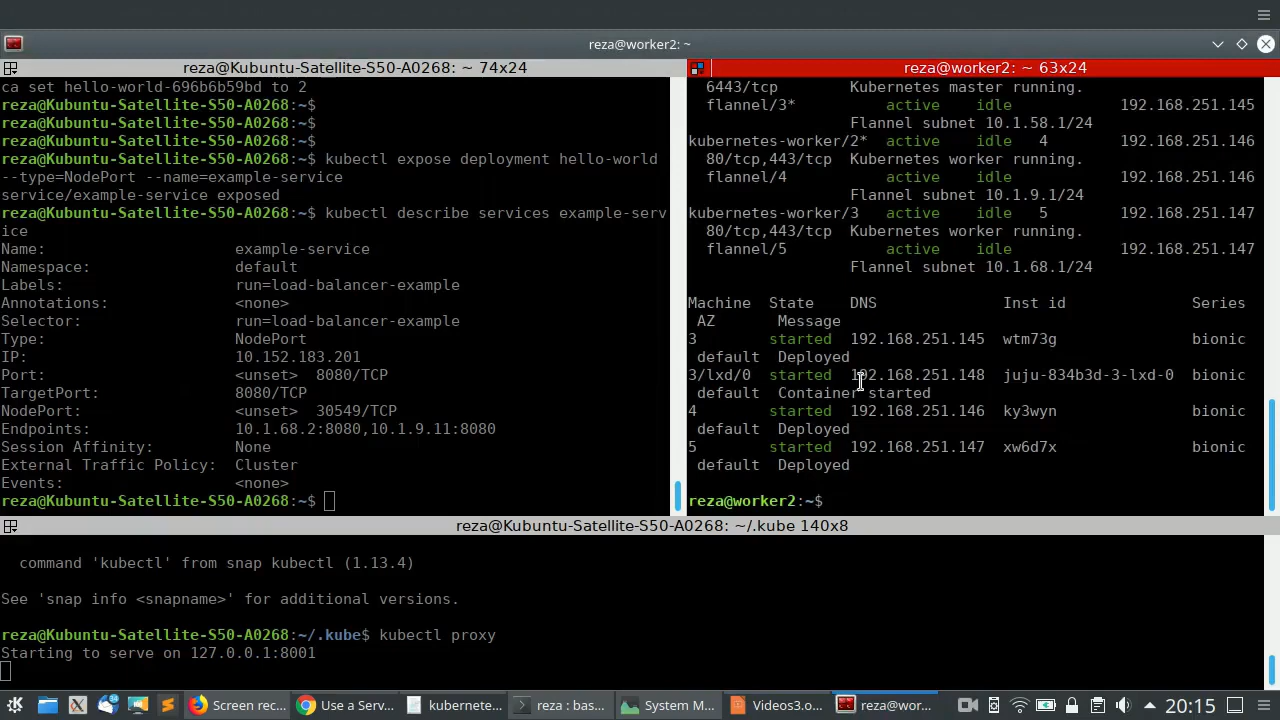 reza@worker2: ~
reza@Kubuntu-Satellite-S50-A0268: ~ 74x24
ca set hello-world-696b6b59bd to 2
reza@Kubuntu-Satellite-S50-A0268:~$
reza@Kubuntu-Satellite-S50-A0268:~$
reza@Kubuntu-Satellite-S50-A0268:~$
reza@Kubuntu-Satellite-S50-A0268:~$ kubectl expose deployment hello-world
--type=NodePort --name=example-service
service/example-service exposed
reza@Kubuntu-Satellite-S50-A0268:~$ kubectl describe services example-serv
ice
Name: example-service
Namespace: default
Labels: run=load-balancer-example
Annotations: <none>
Selector: run=load-balancer-example
Type: NodePort
IP: 10.152.183.201
Port: <unset> 8080/TCP
TargetPort: 8080/TCP
NodePort: <unset> 30549/TCP
Endpoints: 10.1.68.2:8080,10.1.9.11:8080
Session Affinity: None
External Traffic Policy: Cluster
Events: <none>
reza@Kubuntu-Satellite-S50-A0268:~$
reza@worker2: ~ 63x24
6443/tcp Kubernetes master running.
flannel/3* active idle 192.168.251.145
Flannel subnet 10.1.58.1/24
kubernetes-worker/2* active idle 4 192.168.251.146
80/tcp,443/tcp Kubernetes worker running.
flannel/4 active idle 192.168.251.146
Flannel subnet 10.1.9.1/24
kubernetes-worker/3 active idle 5 192.168.251.147
80/tcp,443/tcp Kubernetes worker running.
flannel/5 active idle 192.168.251.147
Flannel subnet 10.1.68.1/24
Machine State DNS Inst id Series
AZ Message
3 started 192.168.251.145 wtm73g bionic
default Deployed
3/lxd/0 started 192.168.251.148 juju-834b3d-3-lxd-0 bionic
default Container started
4 started 192.168.251.146 ky3wyn bionic
default Deployed
5 started 192.168.251.147 xw6d7x bionic
default Deployed
reza@worker2:~$
reza@Kubuntu-Satellite-S50-A0268: ~/.kube 140x8
command 'kubectl' from snap kubectl (1.13.4)
See 'snap info <snapname>' for additional versions.
reza@Kubuntu-Satellite-S50-A0268:~/.kube$ kubectl proxy
Starting to serve on 127.0.0.1:8001
Screen rec... Use a Serv... kubernete... reza : bas... System M... Videos3.o... reza@wor... 20:15